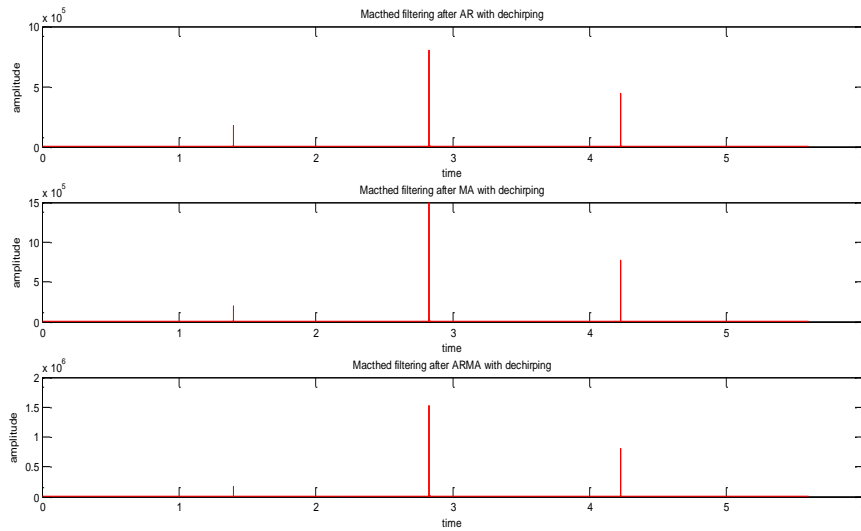 Macthed filtering after AR with dechirping
x 10^5
10
5
0
amplitude
0 1 2 3 4 5
time
Macthed filtering after MA with dechirping
x 10^5
15
10
5
0
amplitude
0 1 2 3 4 5
time
Macthed filtering after ARMA with dechirping
x 10^6
2
1.5
1
0.5
0
amplitude
0 1 2 3 4 5
time